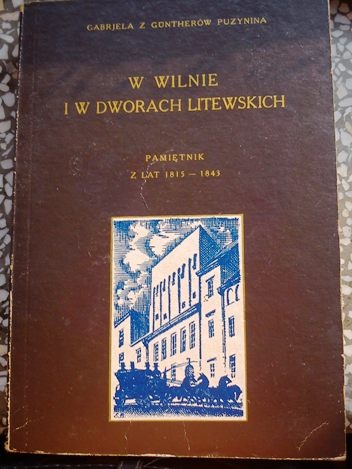 GABRJELA Z GÜNTHERÓW PUZYNINA
W WILNIE
I W DWORACH LITEWSKICH
PAMIĘTNIK
Z LAT 1815 — 1843